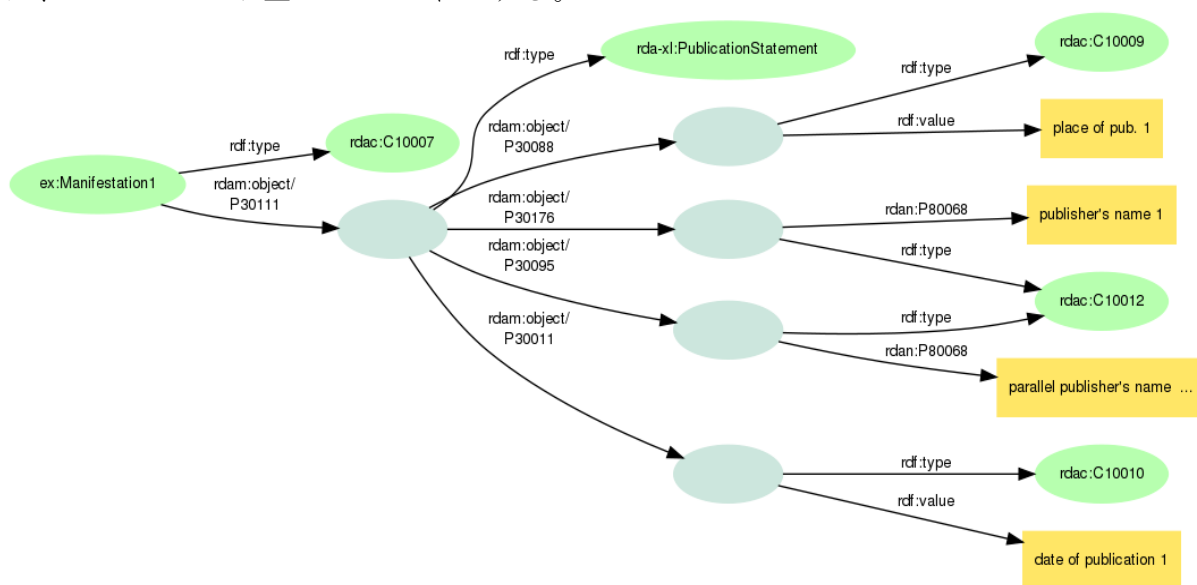 rda-xl:PublicationStatement
rdac:C10009
rdf:type
rdf:type
rdam:object/
P30088
rdf:value
place of pub. 1
rdf:type
rdac:C10007
ex:Manifestation1
rdam:object/
P30111
rdam:object/
P30176
rdan:P80068
publisher's name 1
rdam:object/
P30095
rdf:type
rdac:C10012
rdf:type
rdam:object/
P30011
rdan:P80068
parallel publisher's name ...
rdf:type
rdac:C10010
rdf:value
date of publication 1